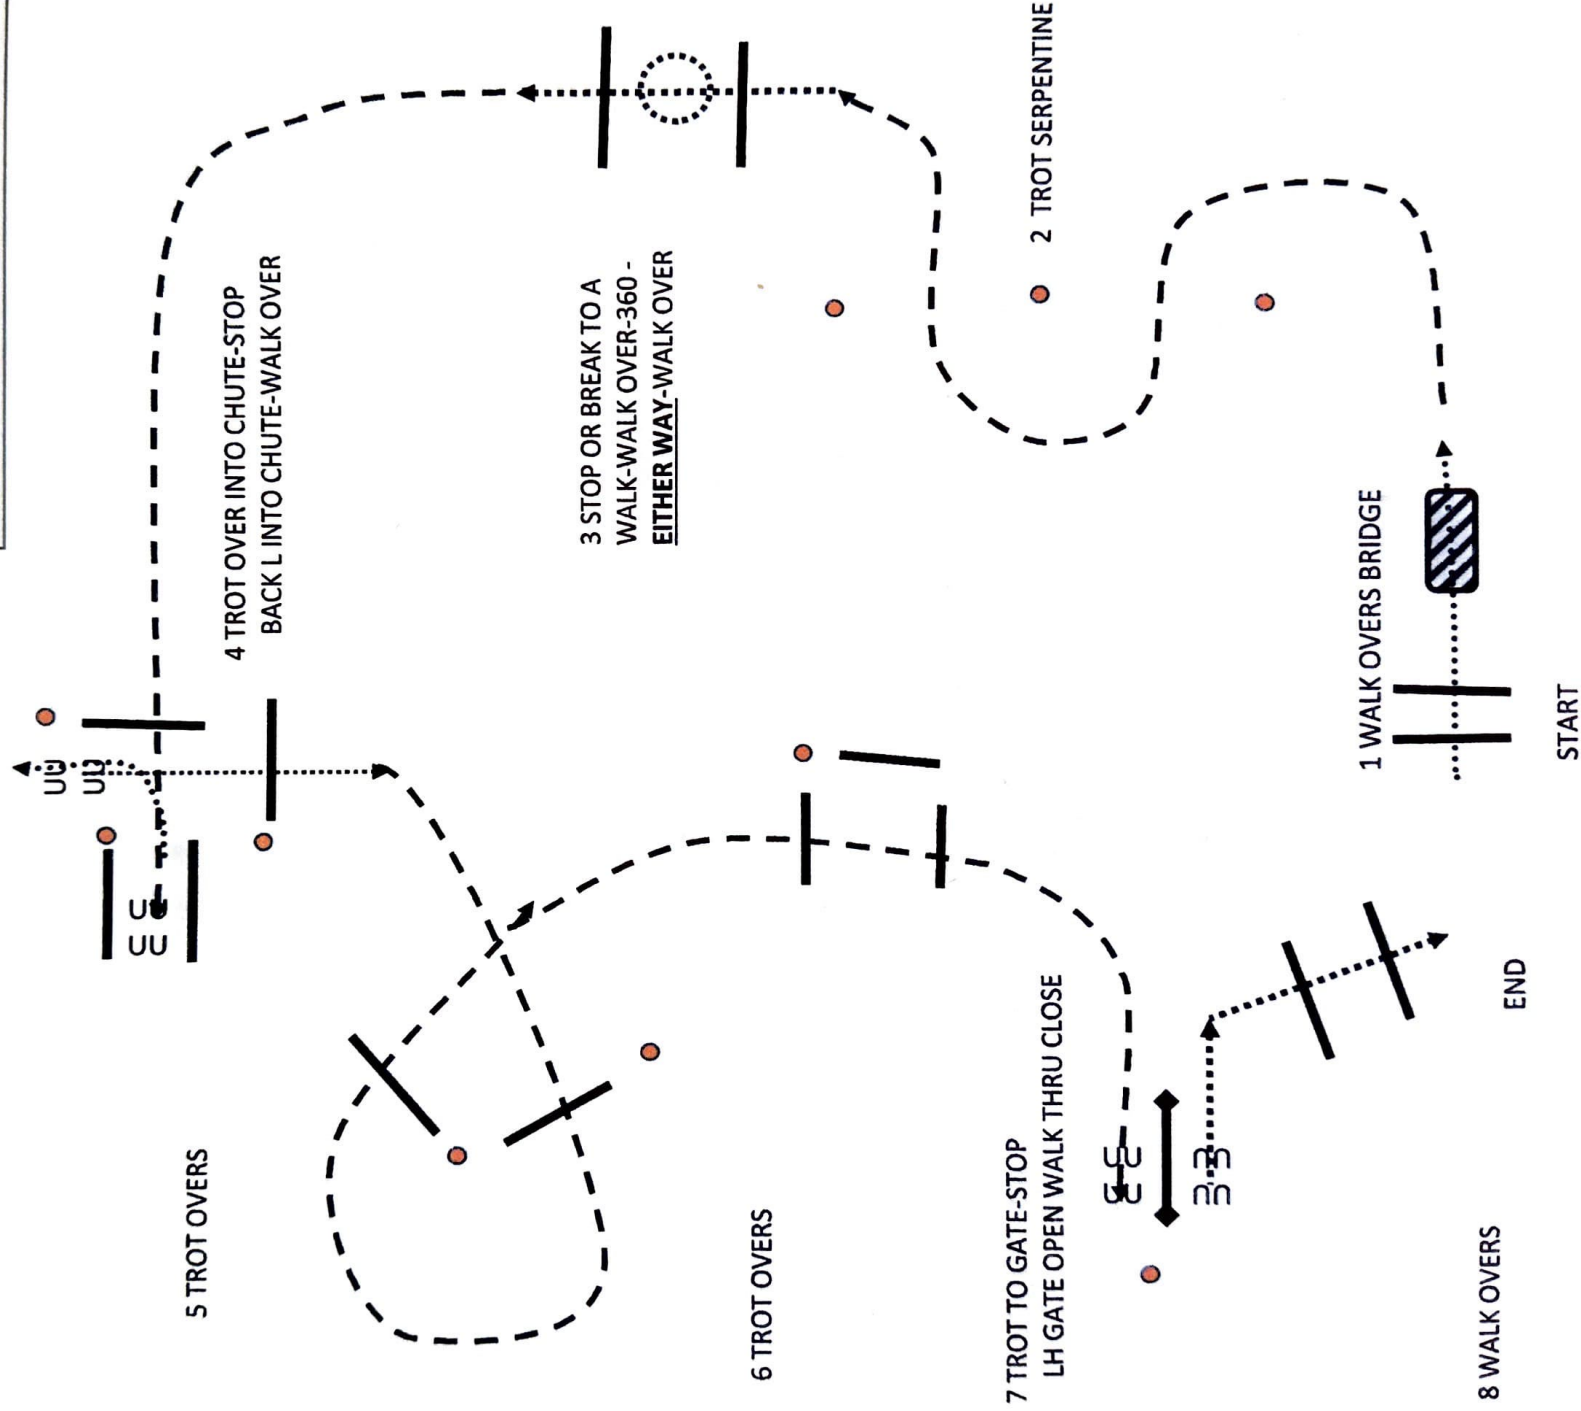 1 WALK OVERS BRIDGE
START
2 TROT SERPENTINE
3 STOP OR BREAK TO A
WALK-WALK OVER-360 -
EITHER WAY-WALK OVER
4 TROT OVER INTO CHUTE-STOP
BACK L INTO CHUTE-WALK OVER
5 TROT OVERS
6 TROT OVERS
7 TROT TO GATE-STOP
LH GATE OPEN WALK THRU CLOSE
8 WALK OVERS
END